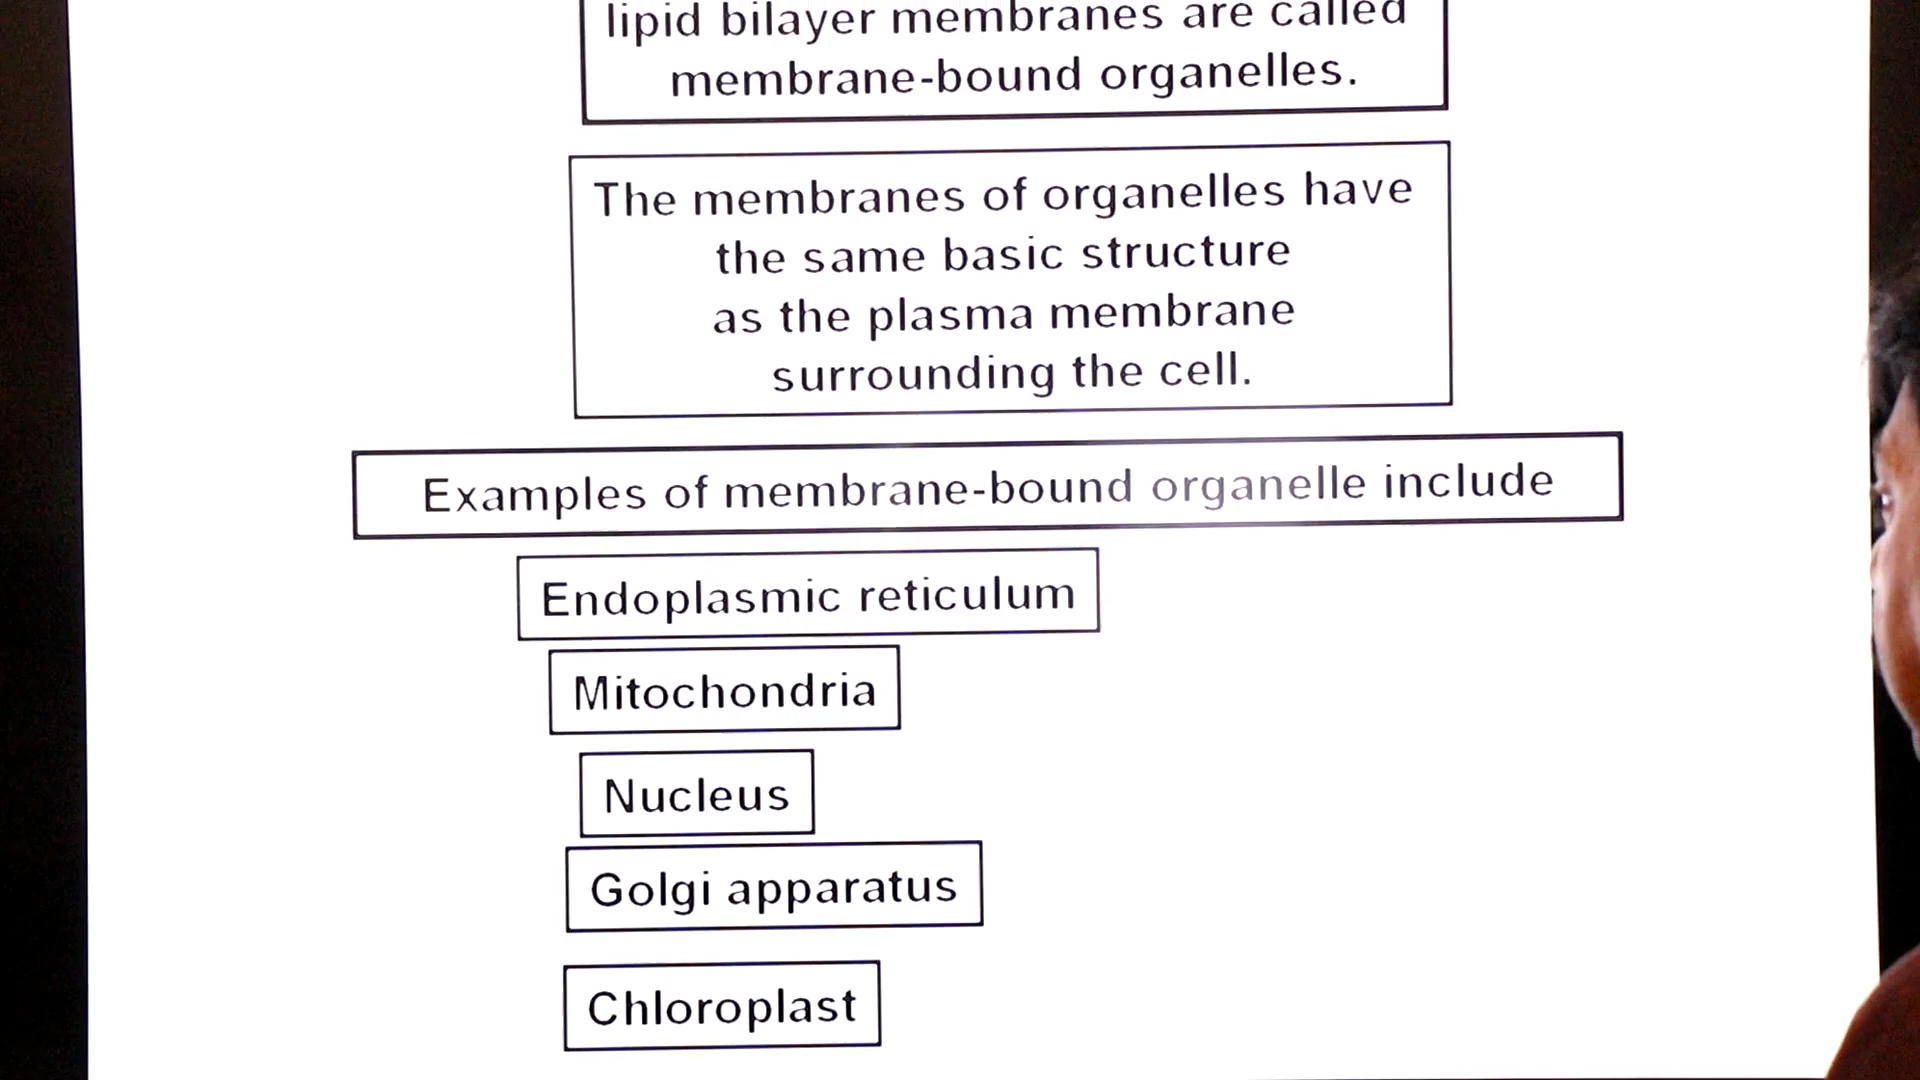 lipid bilayer membranes are called
membrane-bound organelles.
The membranes of organelles have
the same basic structure
as the plasma membrane
surrounding the cell.
Examples of membrane-bound organelle include
Endoplasmic reticulum
Mitochondria
Nucleus
Golgi apparatus
Chloroplast